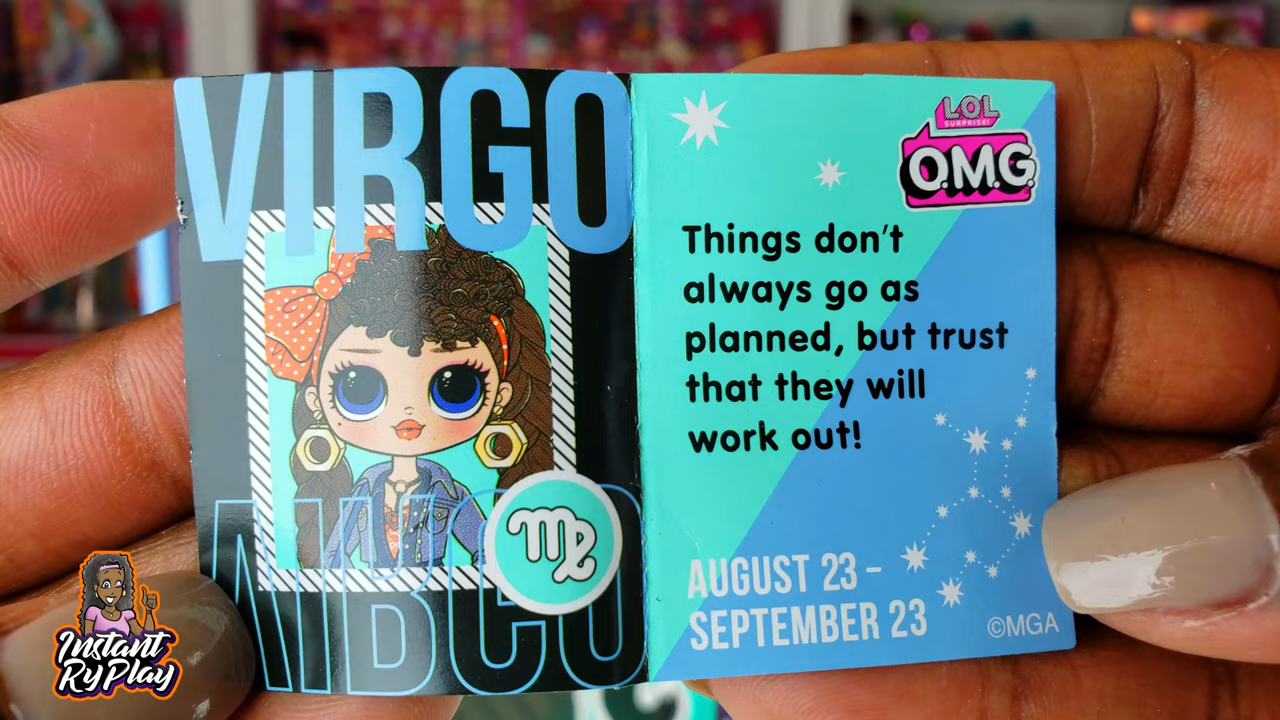 VIRGO
VIRGO
LOL
SURPRISE!
O.M.G.
Things don't
always go as
planned, but trust
that they will
work out!
AUGUST 23 –
SEPTEMBER 23
©MGA
Instant
RyPlay